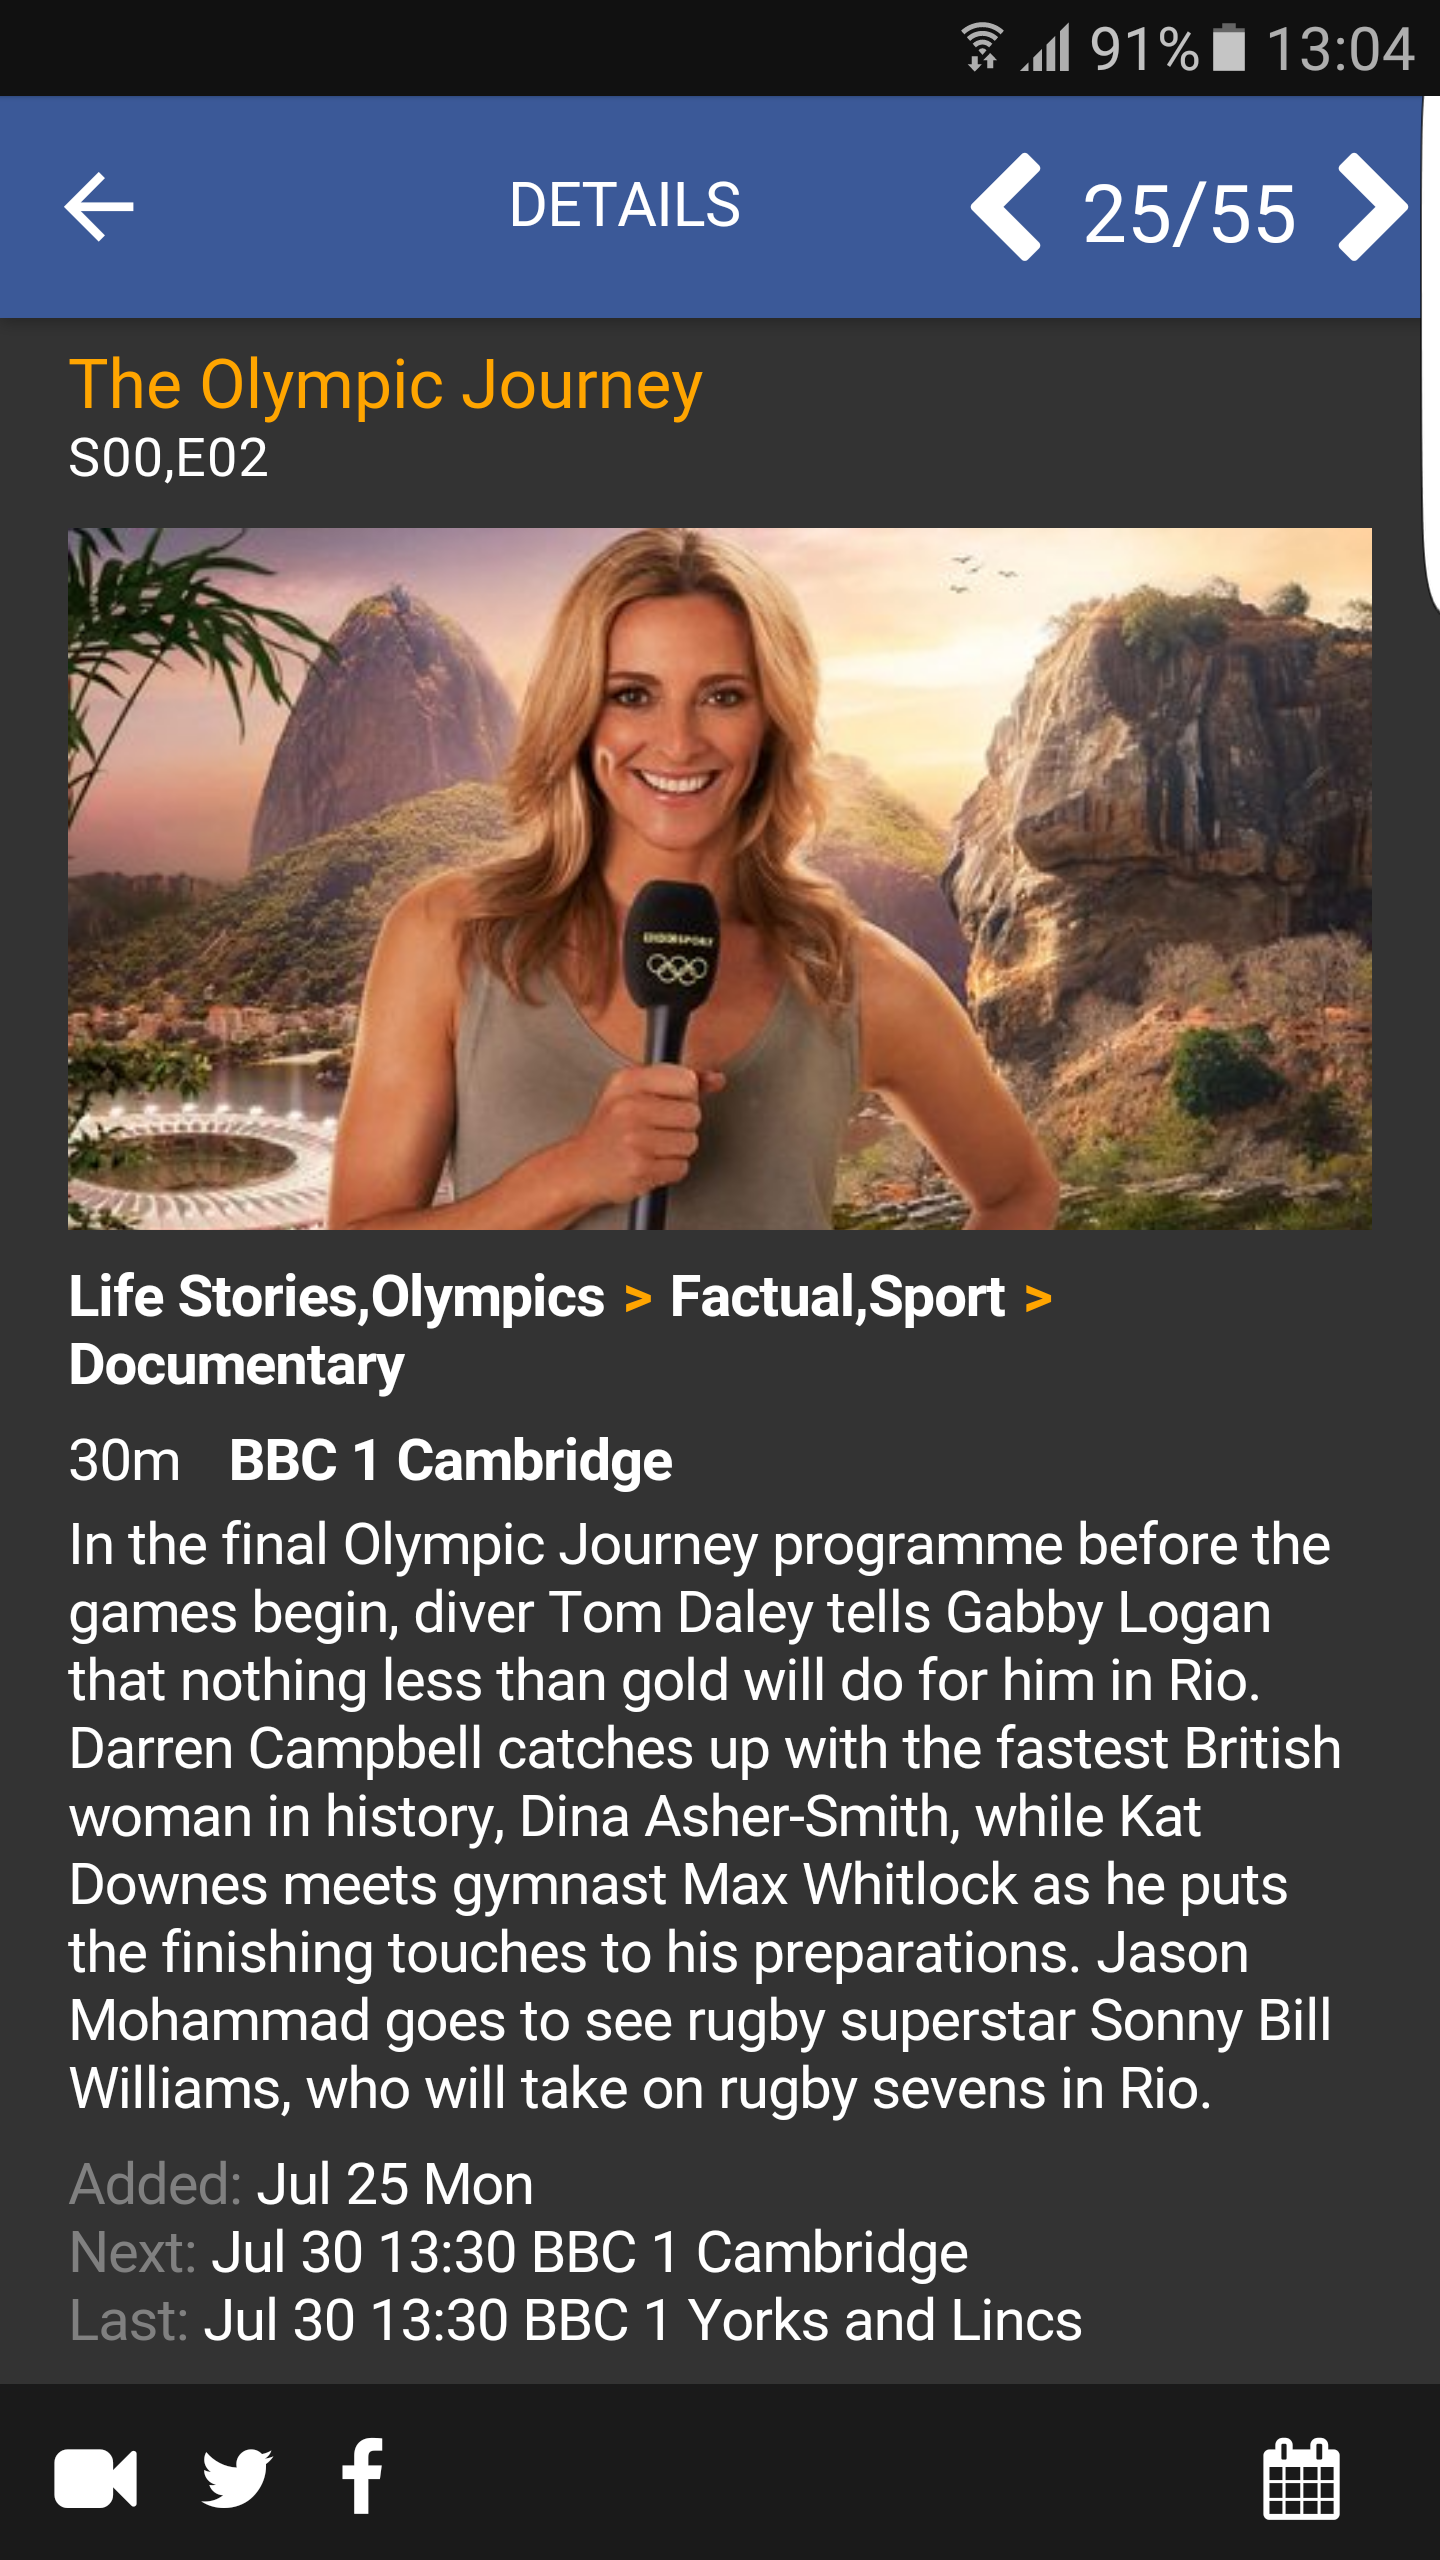 91% 13:04
DETAILS
25/55
The Olympic Journey
S00,E02
BBC SPORT
Life Stories,Olympics > Factual,Sport >
Documentary
30m BBC 1 Cambridge
In the final Olympic Journey programme before the
games begin, diver Tom Daley tells Gabby Logan
that nothing less than gold will do for him in Rio.
Darren Campbell catches up with the fastest British
woman in history, Dina Asher-Smith, while Kat
Downes meets gymnast Max Whitlock as he puts
the finishing touches to his preparations. Jason
Mohammad goes to see rugby superstar Sonny Bill
Williams, who will take on rugby sevens in Rio.
Added: Jul 25 Mon
Next: Jul 30 13:30 BBC 1 Cambridge
Last: Jul 30 13:30 BBC 1 Yorks and Lincs